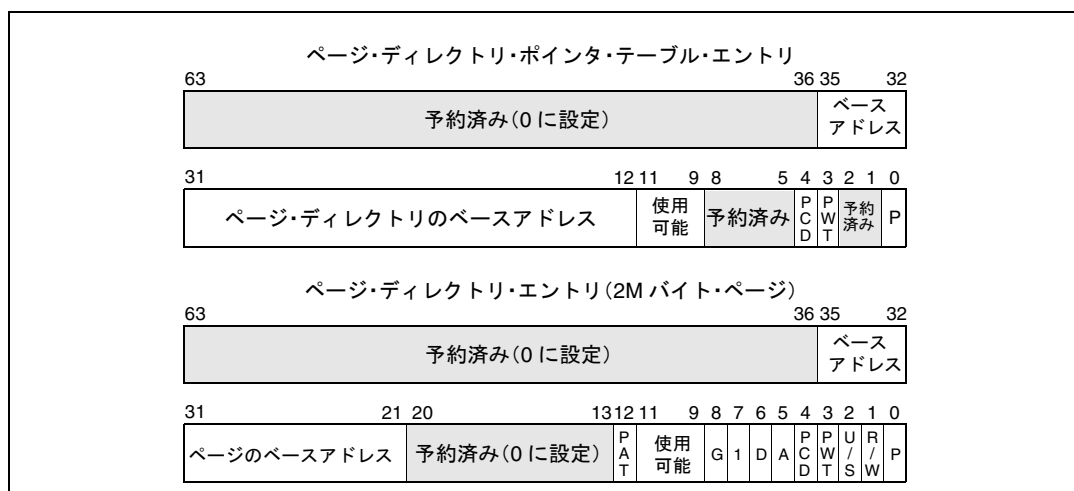 ページ・ディレクトリ・ポインタ・テーブル・エントリ
63 36 35 32
予約済み(0 に設定) ベース
アドレス
31 12 11 9 8 5 4 3 2 1 0
ページ・ディレクトリのベースアドレス 使用
可能 予約済み PCD PWT 予約
済み P
ページ・ディレクトリ・エントリ(2M バイト・ページ)
63 36 35 32
予約済み(0 に設定) ベース
アドレス
31 21 20 13 12 11 9 8 7 6 5 4 3 2 1 0
ページのベースアドレス 予約済み(0 に設定) PAT 使用
可能 G 1 D A PCD PWT U/S R/W P